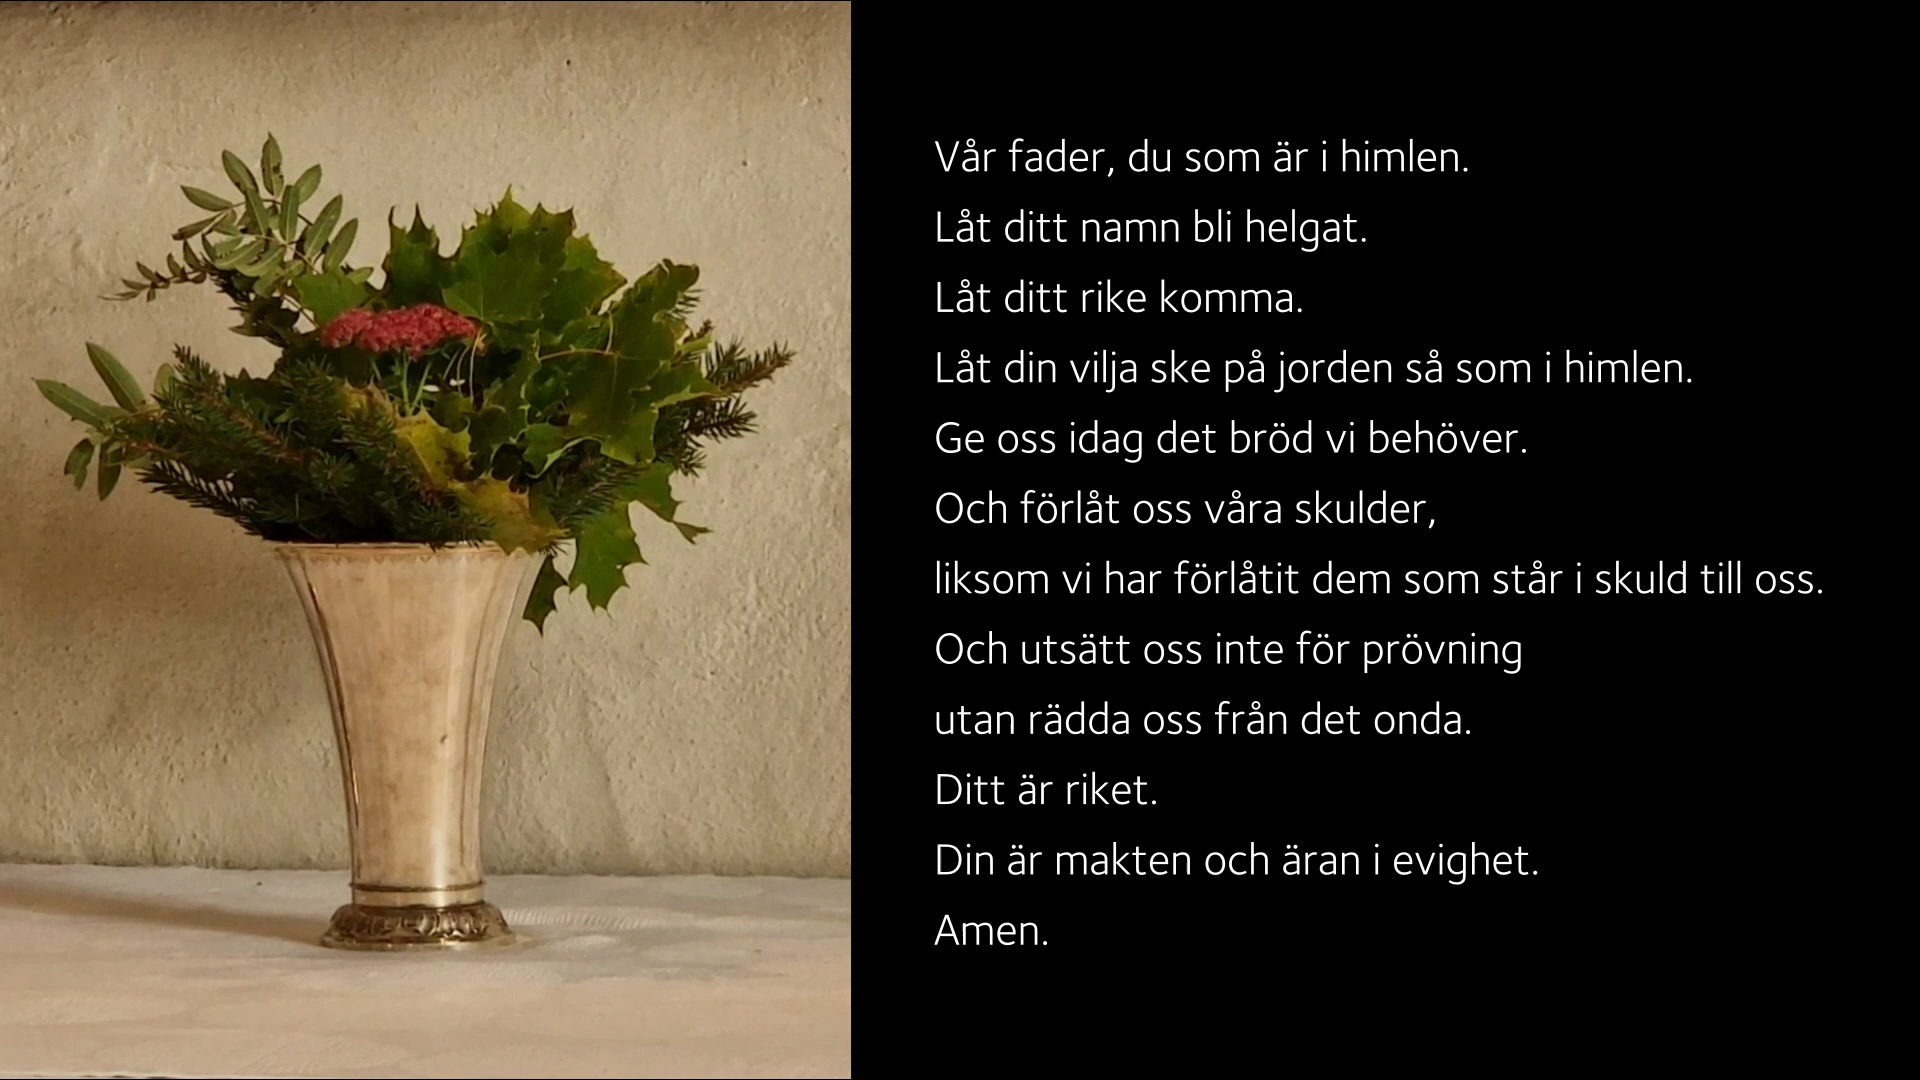 Vår fader, du som är i himlen.
Låt ditt namn bli helgat.
Låt ditt rike komma.
Låt din vilja ske på jorden så som i himlen.
Ge oss idag det bröd vi behöver.
Och förlåt oss våra skulder,
liksom vi har förlåtit dem som står i skuld till oss.
Och utsätt oss inte för prövning
utan rädda oss från det onda.
Ditt är riket.
Din är makten och äran i evighet.
Amen.